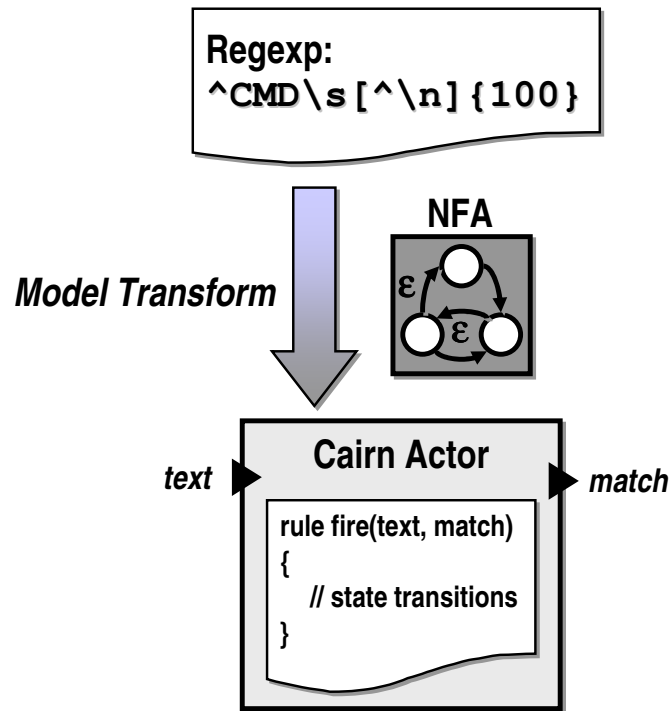 Regexp:
^CMD\s[^\n]{100}
NFA
ε
ε
Model Transform
Cairn Actor
text
match
rule fire(text, match)
{
// state transitions
}